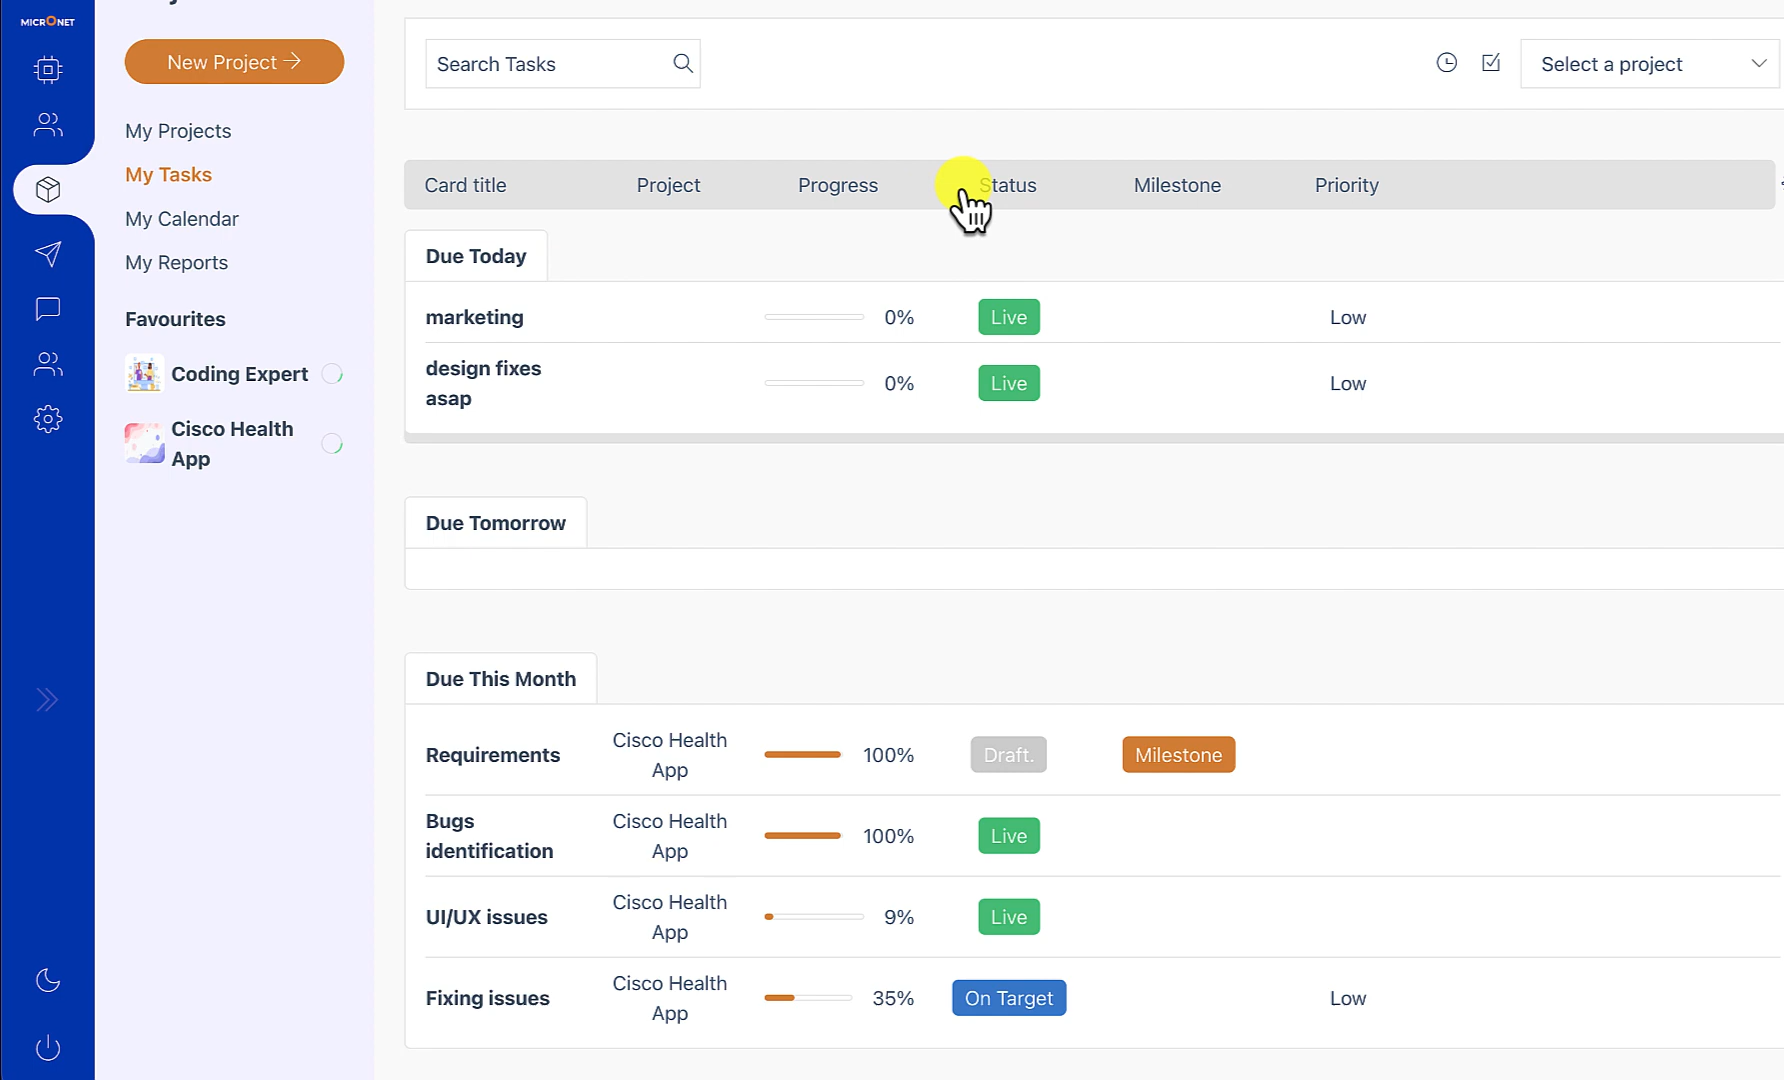 MICRONET
New Project
My Projects
My Tasks
My Calendar
My Reports
Favourites
Coding Expert
Cisco Health
App
Search Tasks
Select a project
Card title Project Progress Status Milestone Priority
Due Today
marketing 0% Live Low
design fixes
asap 0% Live Low
Due Tomorrow
Due This Month
Requirements Cisco Health
App 100% Draft. Milestone
Bugs
identification Cisco Health
App 100% Live
UI/UX issues Cisco Health
App 9% Live
Fixing issues Cisco Health
App 35% On Target Low